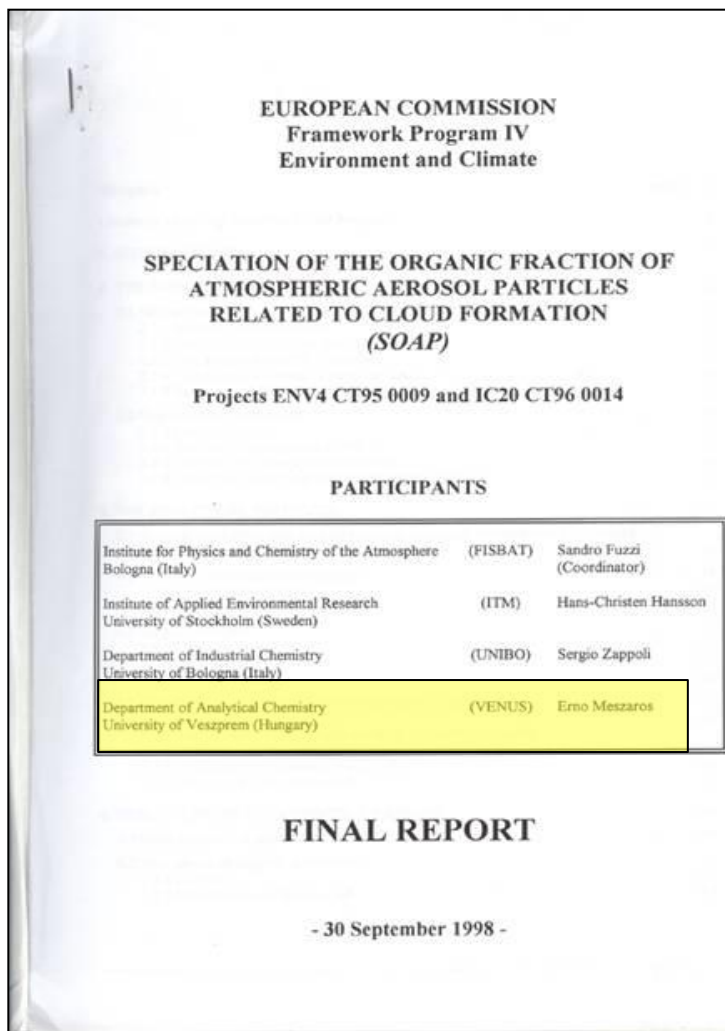 EUROPEAN COMMISSION
Framework Program IV
Environment and Climate
SPECIATION OF THE ORGANIC FRACTION OF
ATMOSPHERIC AEROSOL PARTICLES
RELATED TO CLOUD FORMATION
(SOAP)
Projects ENV4 CT95 0009 and IC20 CT96 0014
PARTICIPANTS
Institute for Physics and Chemistry of the Atmosphere (FISBAT) Sandro Fuzzi
Bologna (Italy) (Coordinator)
Institute of Applied Environmental Research (ITM) Hans-Christen Hansson
University of Stockholm (Sweden)
Department of Industrial Chemistry (UNIBO) Sergio Zappoli
University of Bologna (Italy)
Department of Analytical Chemistry (VENUS) Erno Meszaros
University of Veszprem (Hungary)
FINAL REPORT
- 30 September 1998 -